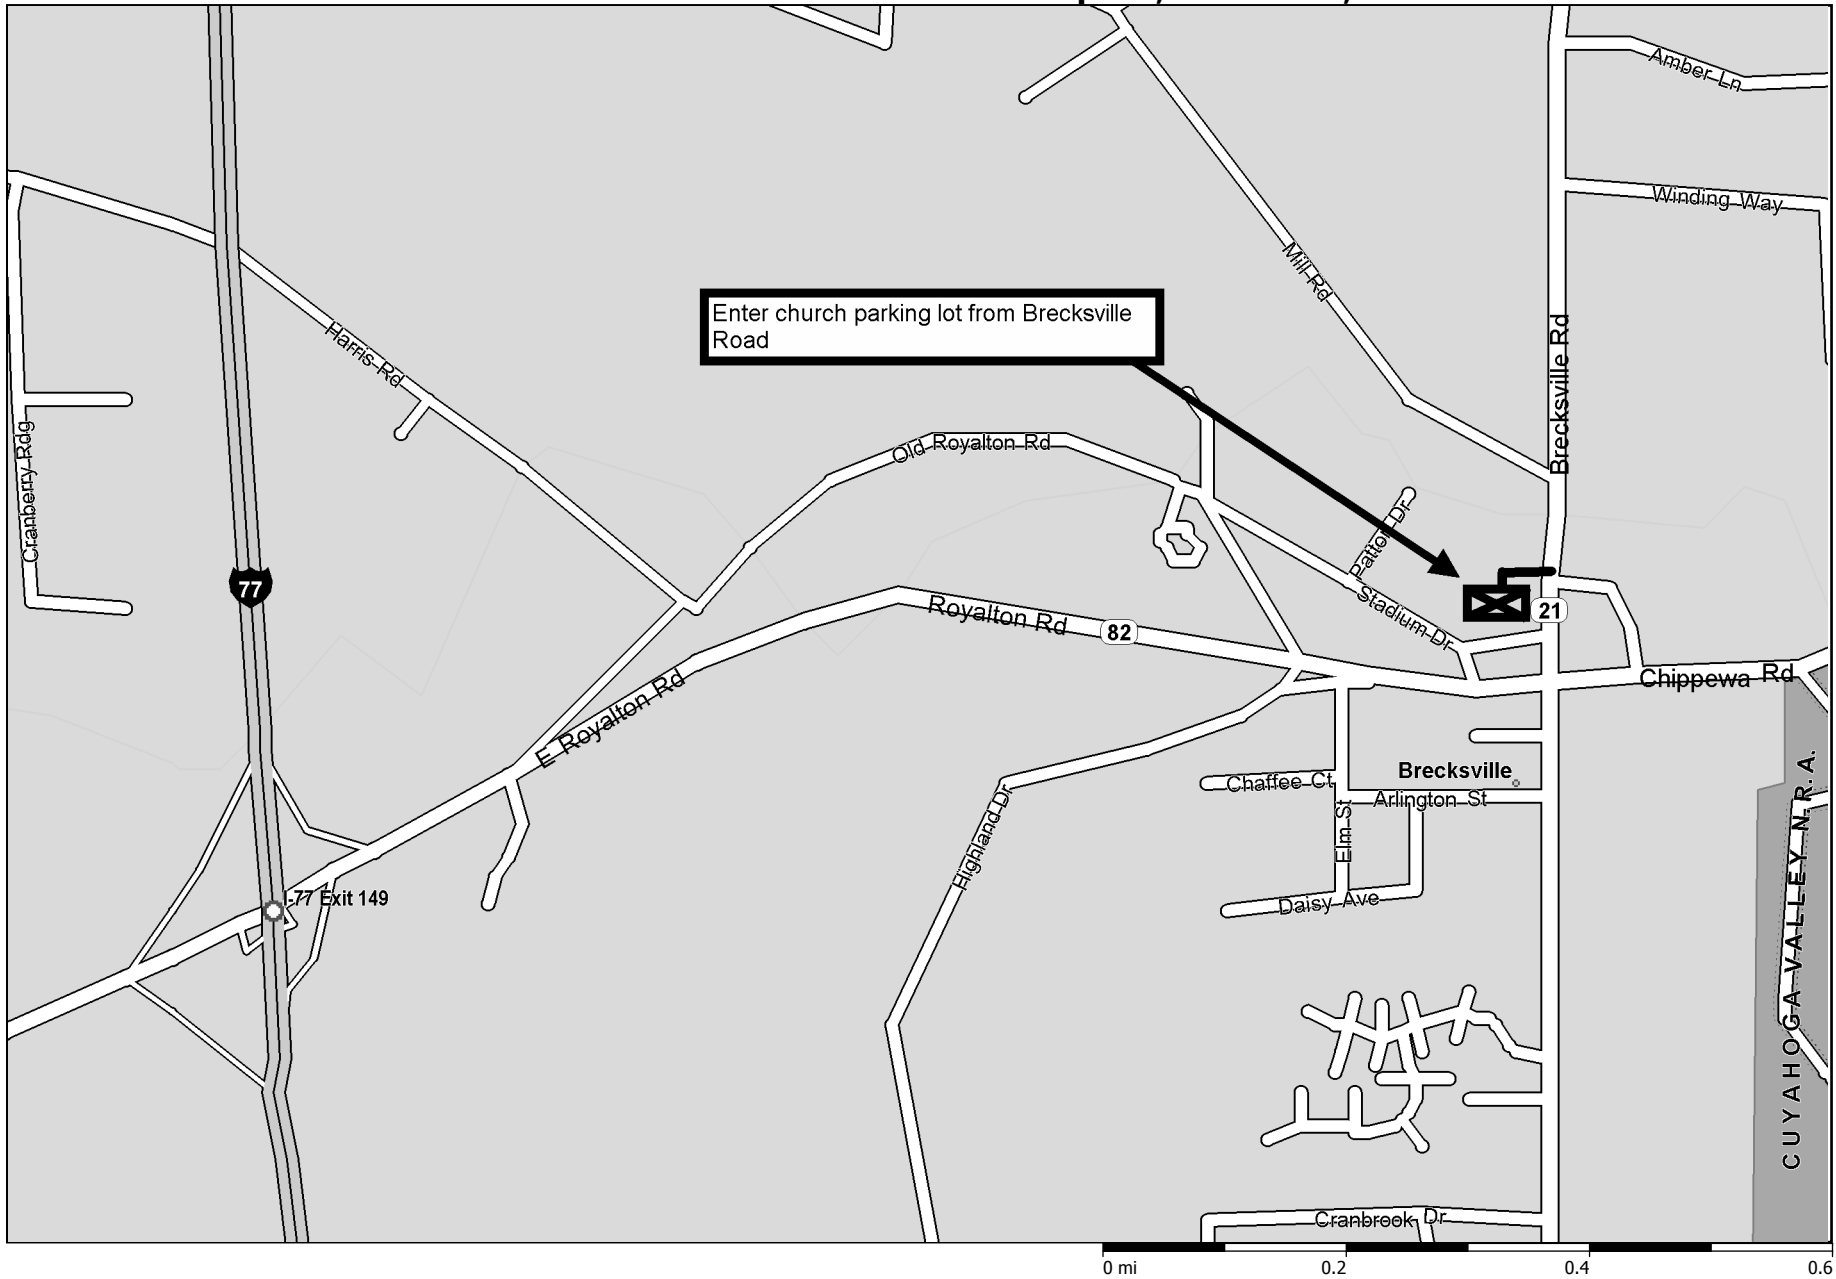 Amber Ln
Winding Way
Mill Rd
Enter church parking lot from Brecksville
Road
Harris Rd
Brecksville Rd
Cranberry Rdg
Old Royalton Rd
Patton Dr
77
Stadium Dr
21
Royalton Rd
82
Chippewa Rd
E Royalton Rd
Brecksville
Chaffee Ct
Arlington St
Elm St
Highland Dr
I-77 Exit 149
Daisy Ave
CUYAHOGA VALLEY N.R.A.
Cranbrook Dr
0 mi
0.2
0.4
0.6